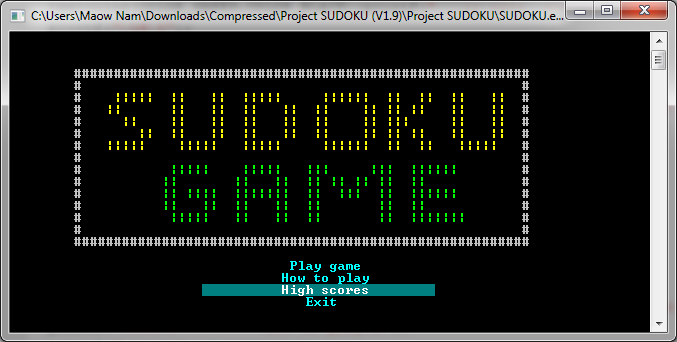 C:\Users\Maow Nam\Downloads\Compressed\Project SUDOKU (V1.9)\Project SUDOKU\SUDOKU.e...
SUDOKU
GAME
Play game
How to play
High scores
Exit